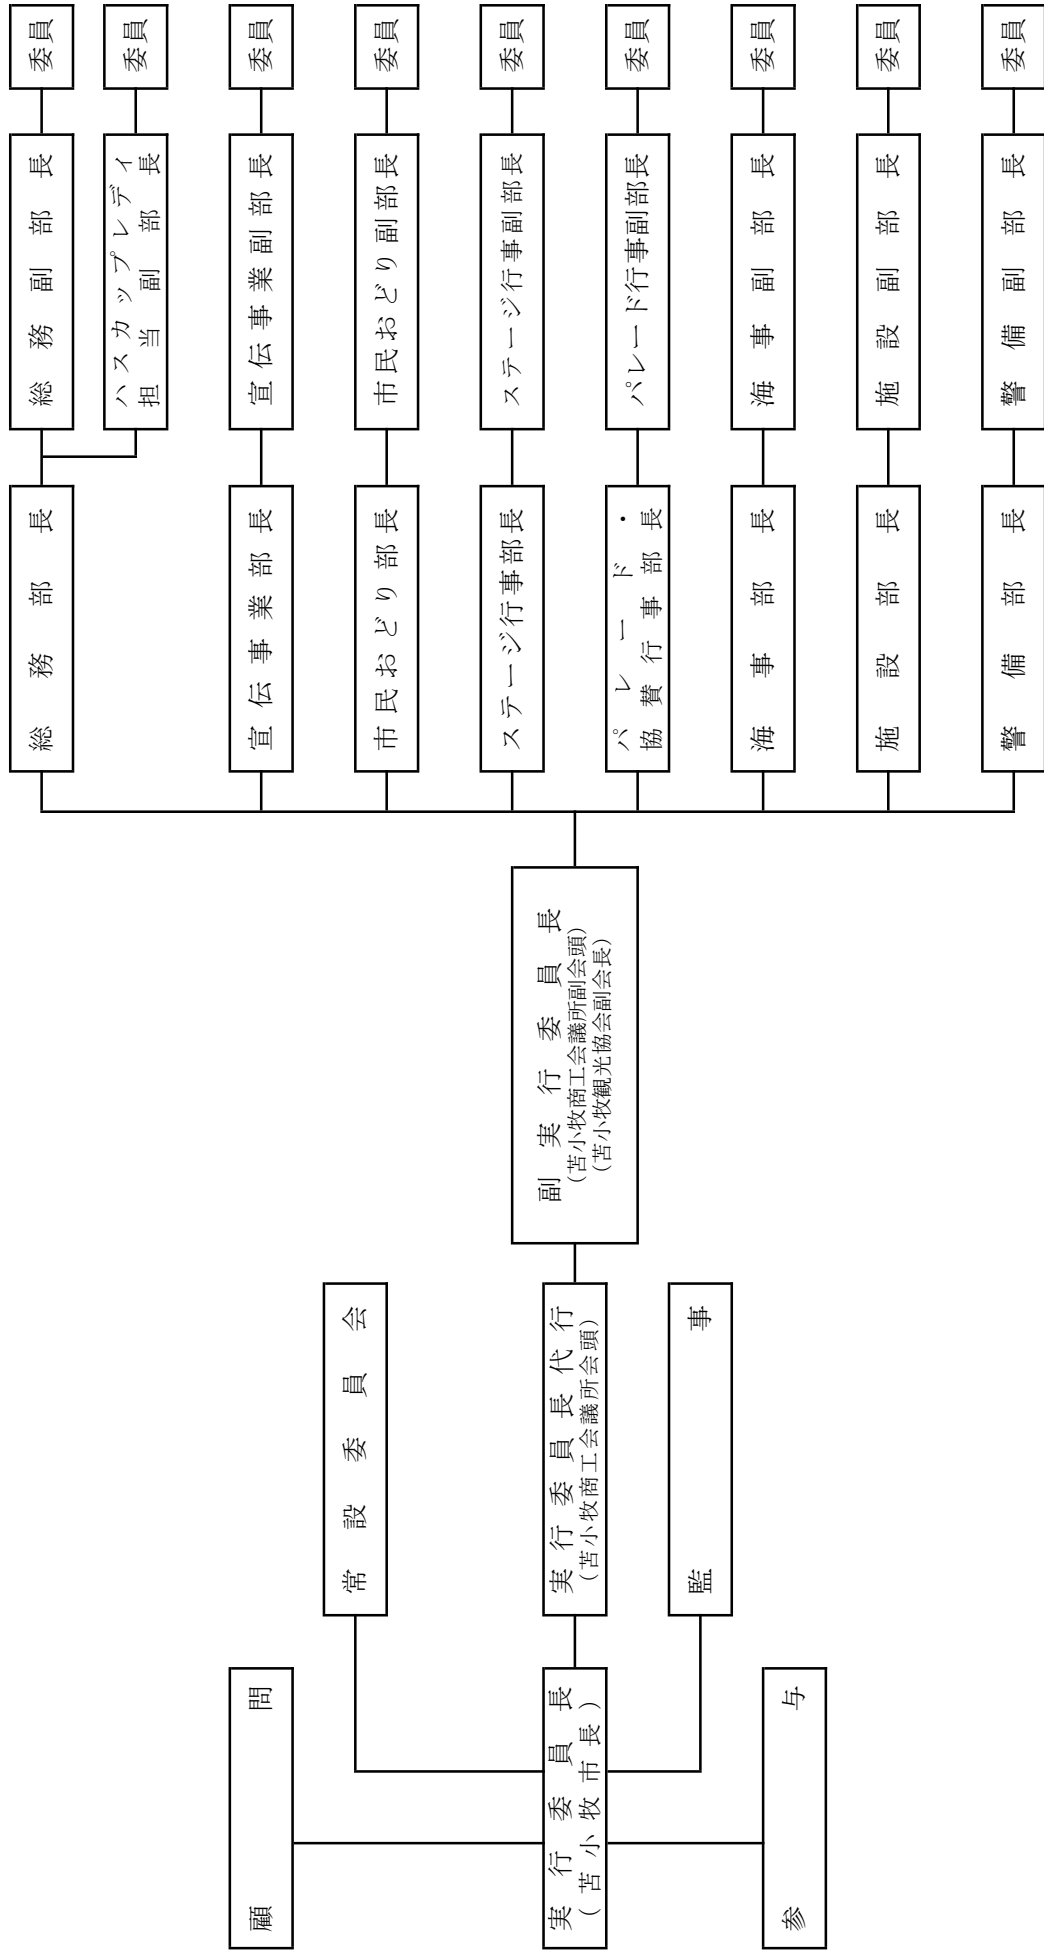 顧問
実行委員長
(苫小牧市長)
参与
常設委員会
実行委員長代行
(苫小牧商工会議所会頭)
監事
副実行委員長
(苫小牧商工会議所副会頭)
(苫小牧観光協会副会長)
総務部長
総務副部長
委員
ハスカップレディ
担当副部長
委員
宣伝事業部長
宣伝事業副部長
委員
市民おどり部長
市民おどり副部長
委員
ステージ行事部長
ステージ行事副部長
委員
パレード・
協賛行事部長
パレード行事副部長
委員
海事部長
海事副部長
委員
施設部長
施設副部長
委員
警備部長
警備副部長
委員